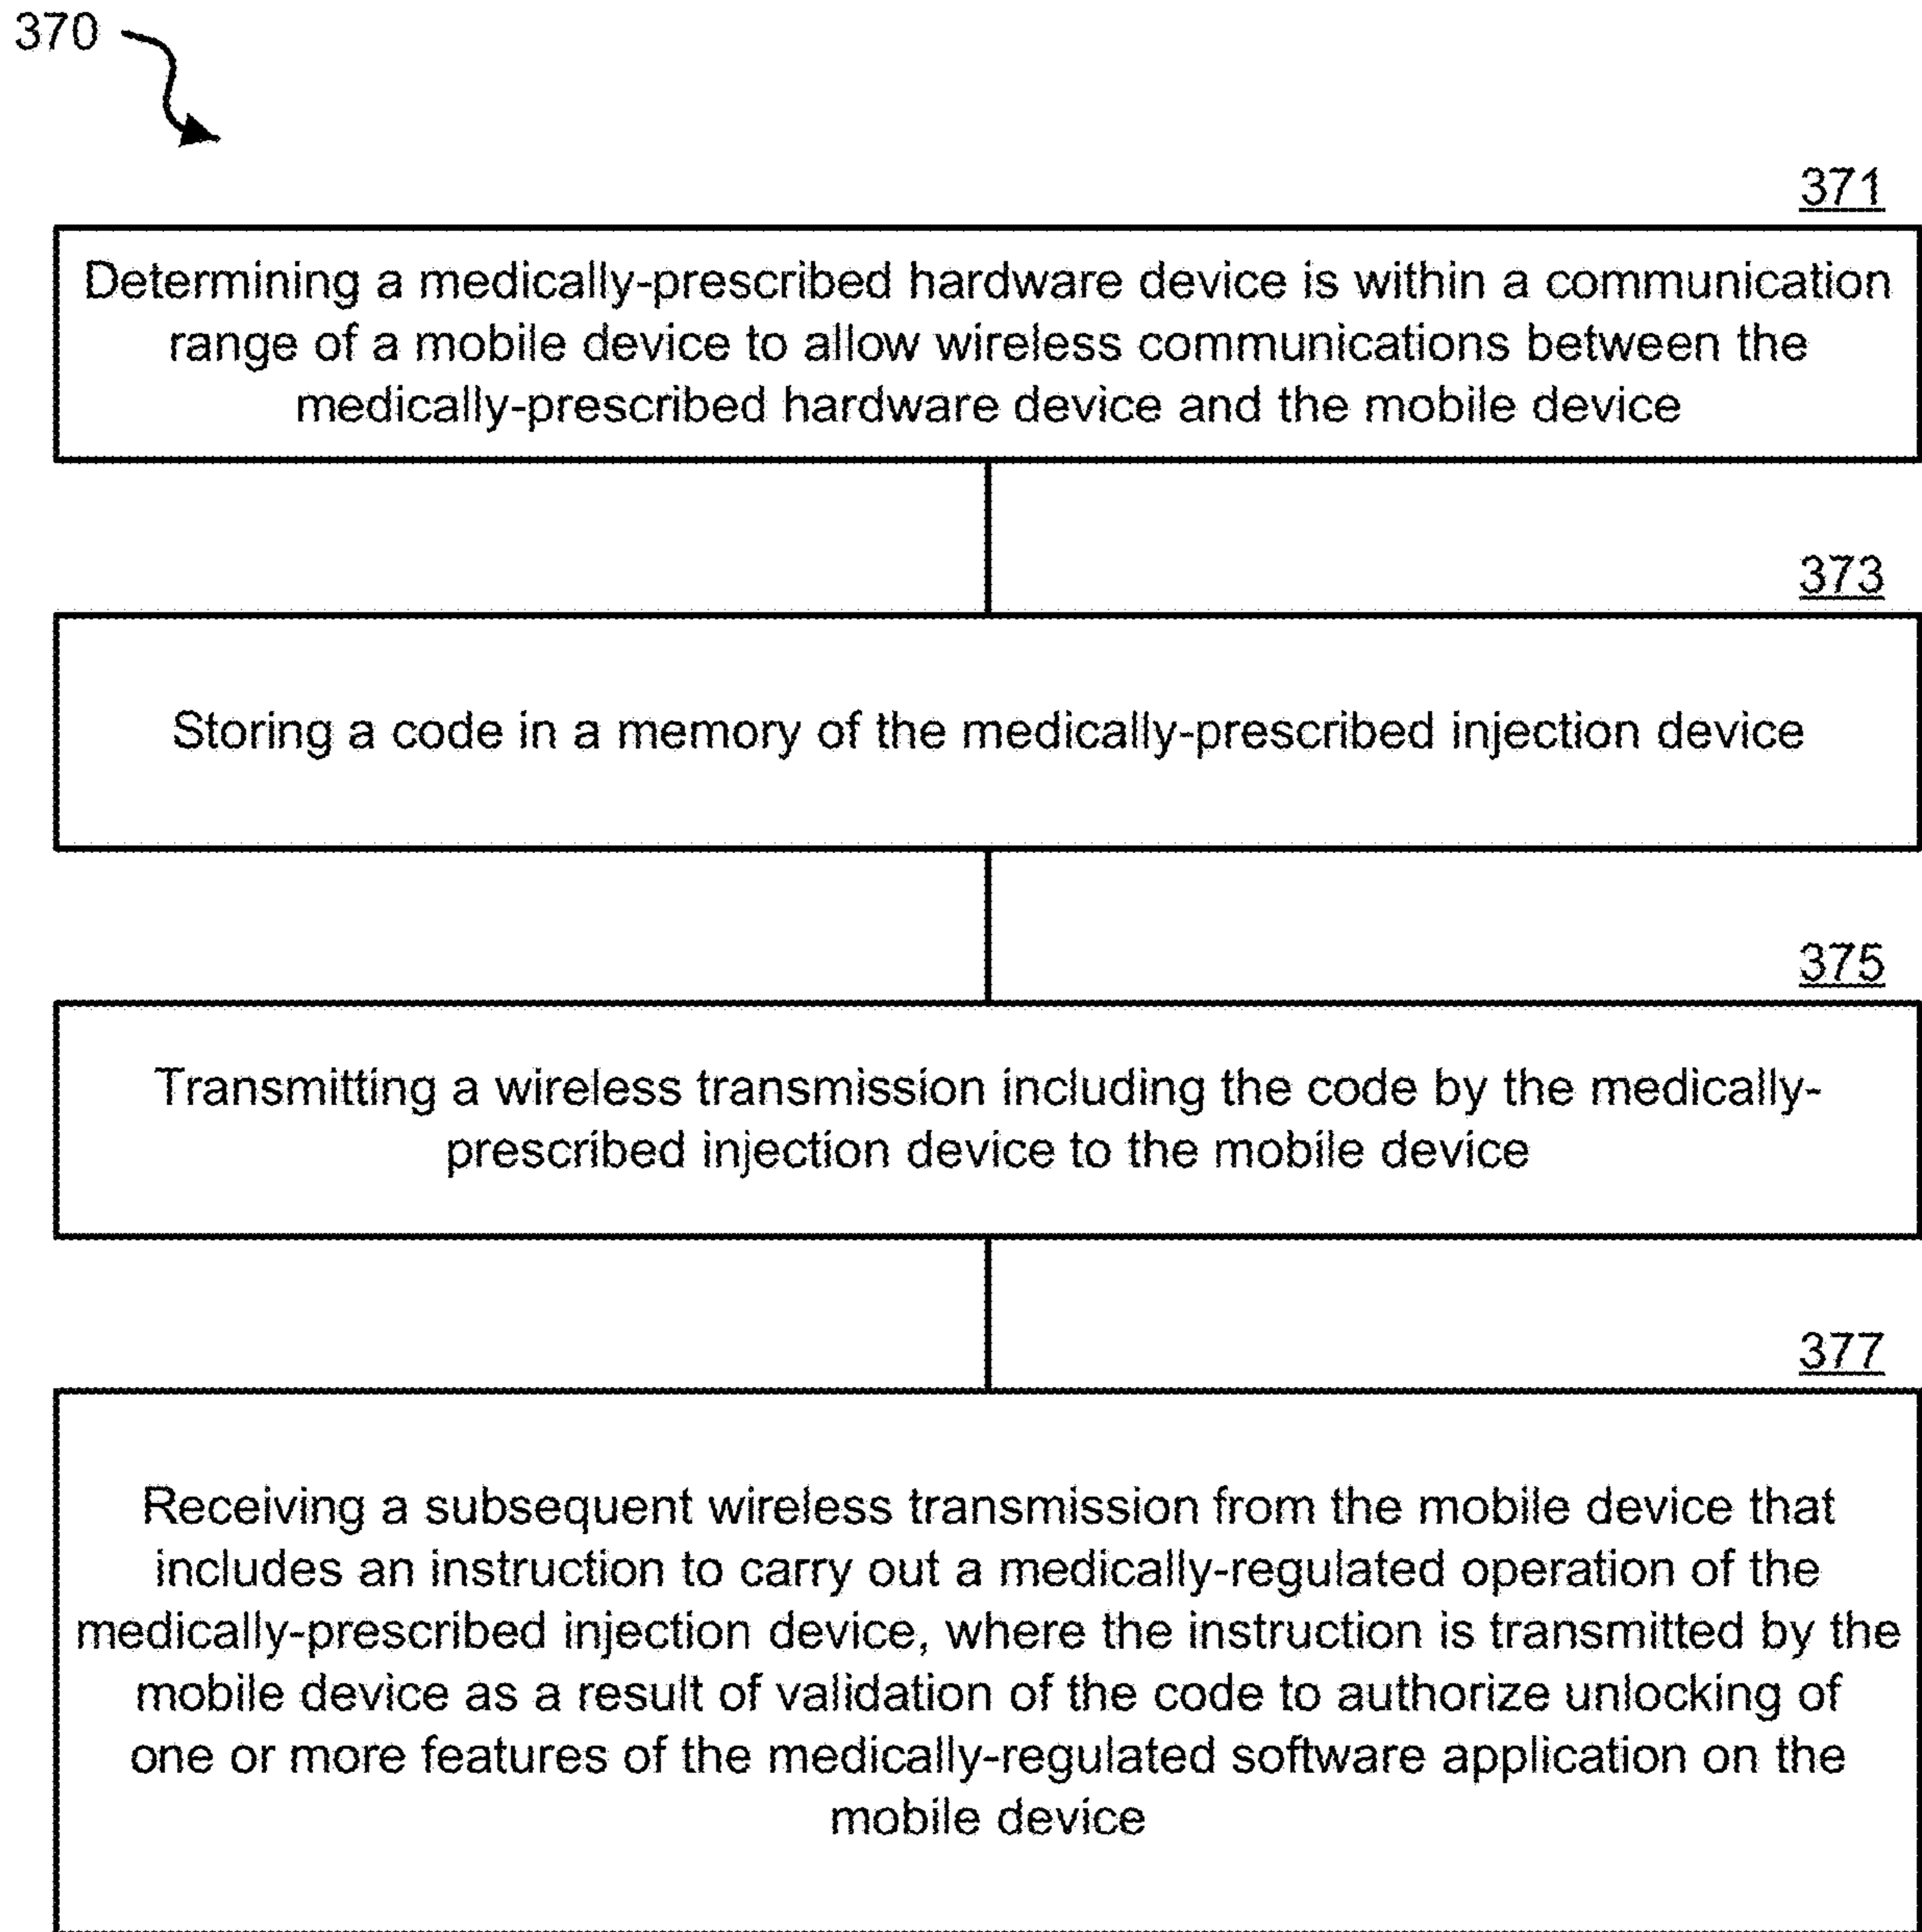 370
371
Determining a medically-prescribed hardware device is within a communication
range of a mobile device to allow wireless communications between the
medically-prescribed hardware device and the mobile device
373
Storing a code in a memory of the medically-prescribed injection device
375
Transmitting a wireless transmission including the code by the medically-
prescribed injection device to the mobile device
377
Receiving a subsequent wireless transmission from the mobile device that
includes an instruction to carry out a medically-regulated operation of the
medically-prescribed injection device, where the instruction is transmitted by the
mobile device as a result of validation of the code to authorize unlocking of
one or more features of the medically-regulated software application on the
mobile device